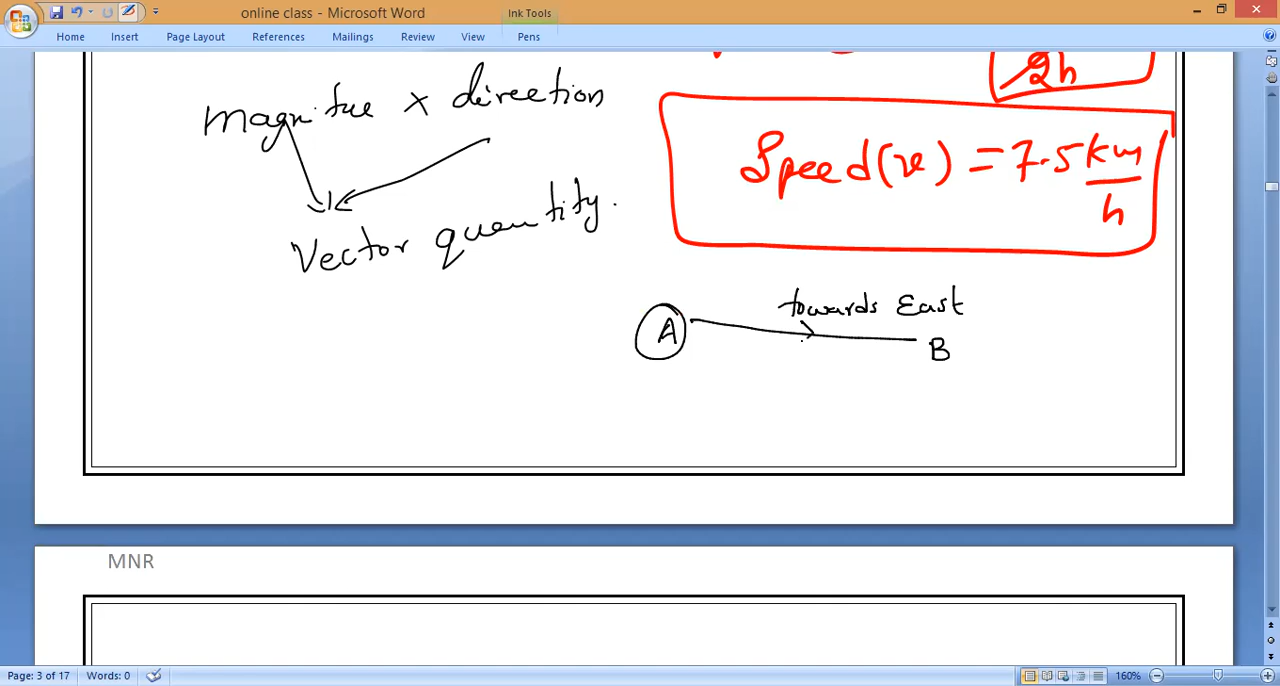 online class - Microsoft Word
Ink Tools
Home Insert Page Layout References Mailings Review View Pens
magnitue x direction
Vector quantity.
2h
Speed(v) = 7.5 km/h
towards East
A
B
MNR
Page: 3 of 17 Words: 0 160%